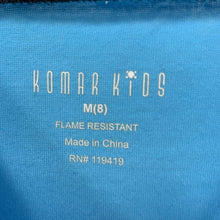 KOMAR KIDS
M(8)
FLAME RESISTANT
Made in China
RN# 119419